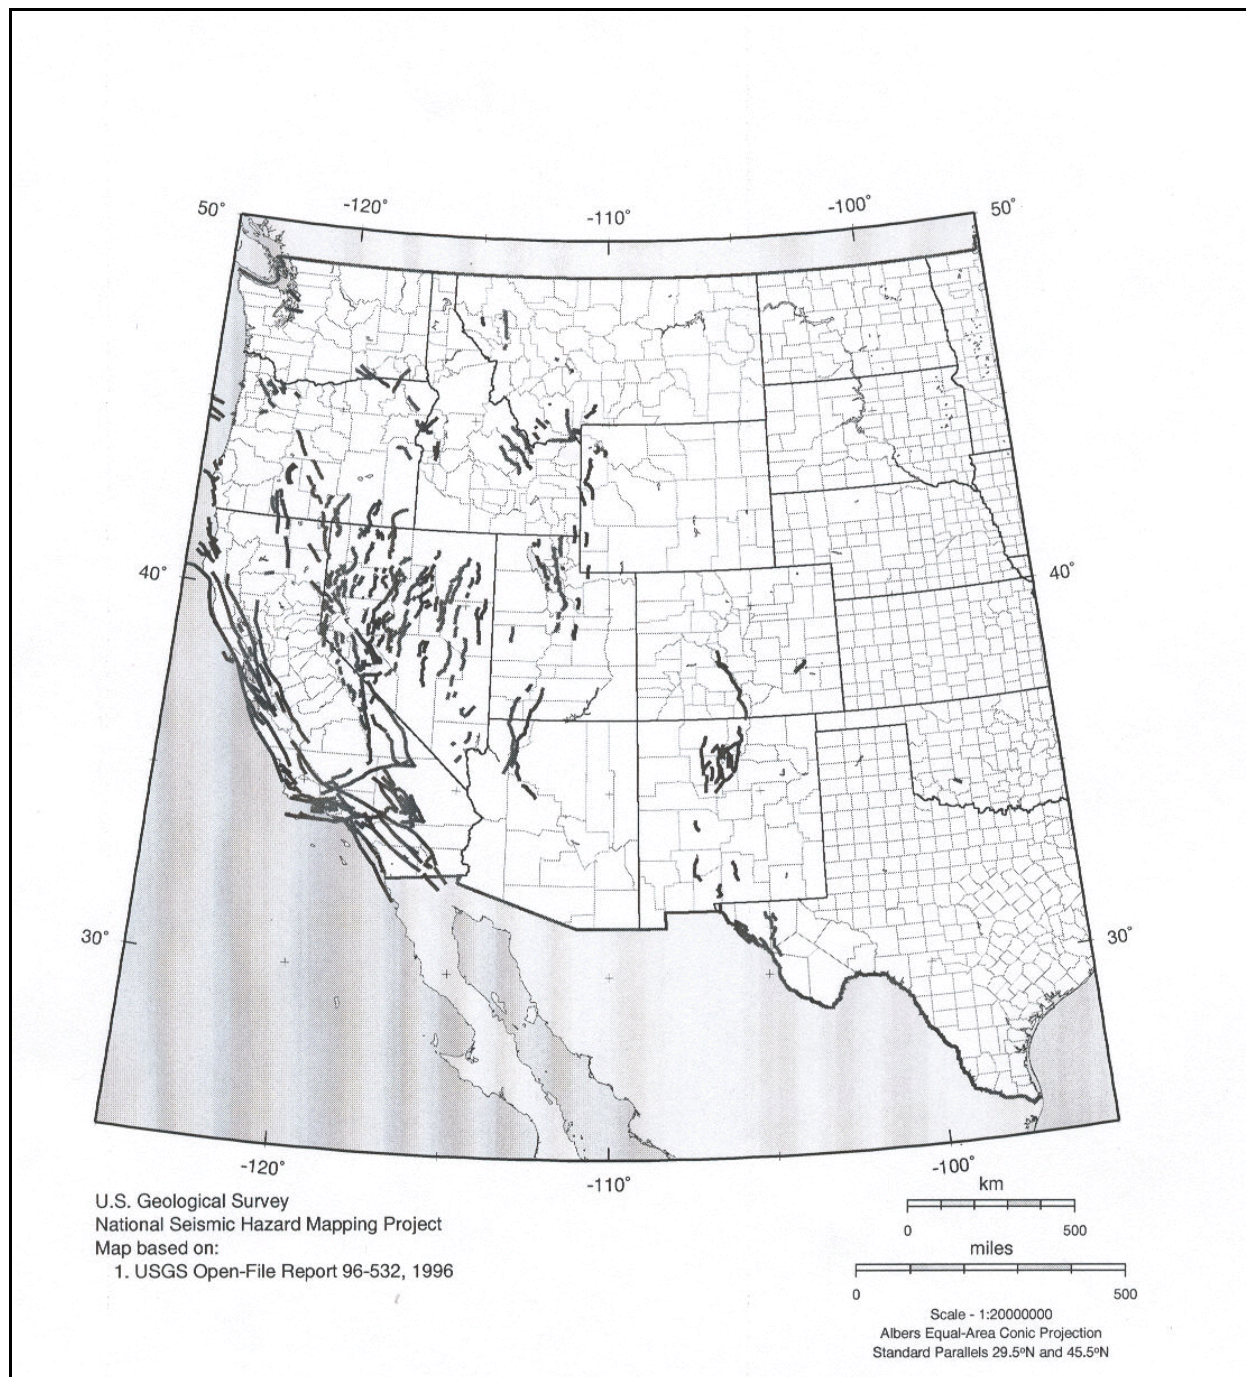 50° -120° -110° -100° 50°
40° 40°
30° 30°
-120° -110° -100°
U.S. Geological Survey
National Seismic Hazard Mapping Project
Map based on:
1. USGS Open-File Report 96-532, 1996
km
0 500
miles
0 500
Scale - 1:20000000
Albers Equal-Area Conic Projection
Standard Parallels 29.5ºN and 45.5ºN